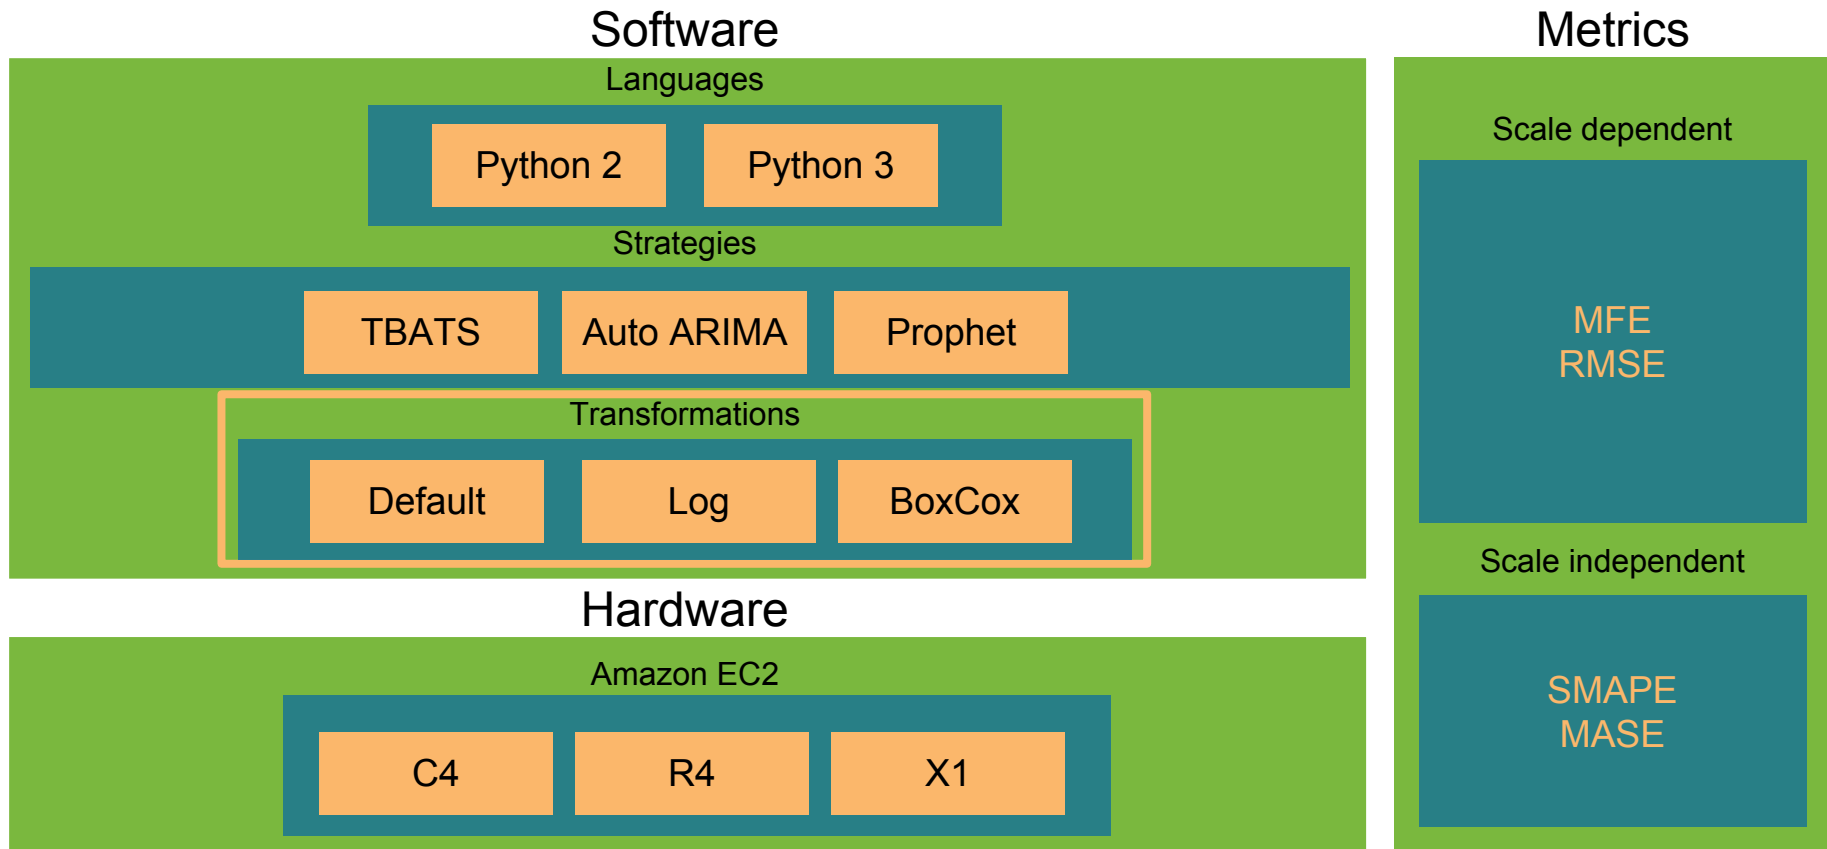 Software
Languages
Python 2
Python 3
Strategies
TBATS
Auto ARIMA
Prophet
Transformations
Default
Log
BoxCox
Hardware
Amazon EC2
C4
R4
X1
Metrics
Scale dependent
MFE
RMSE
Scale independent
SMAPE
MASE